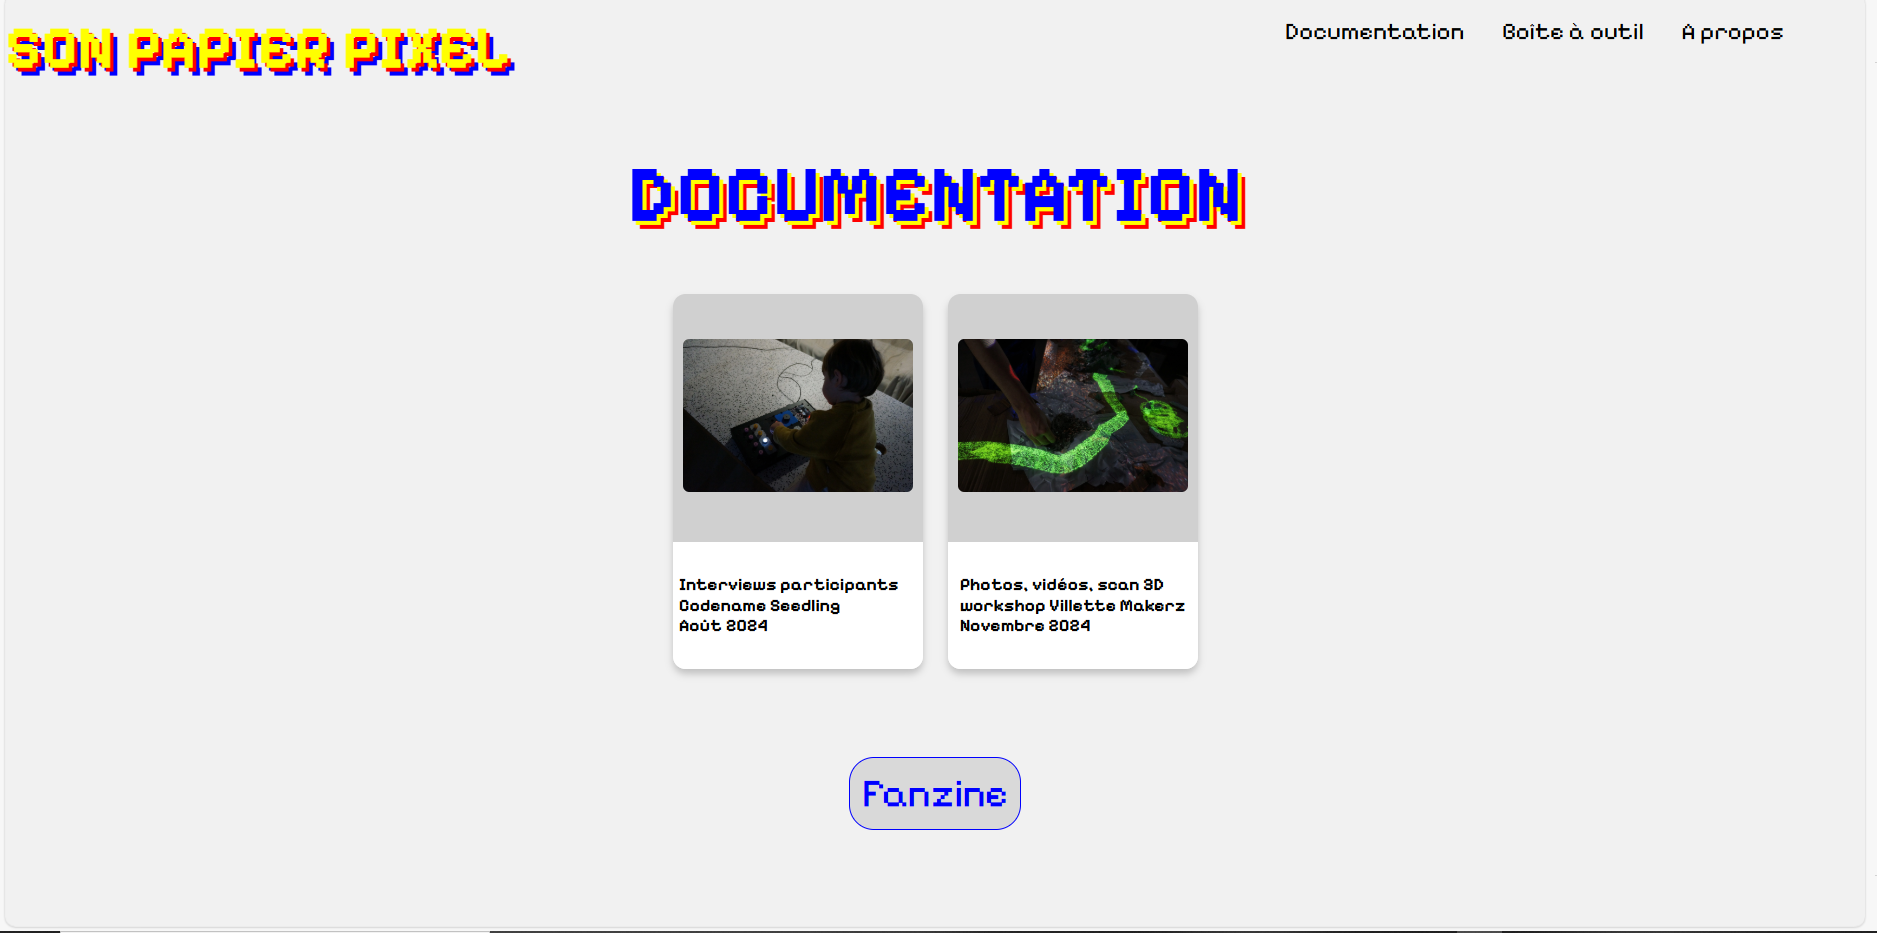 SON PAPIER PIXEL
Documentation
Boîte à outil
A propos
DOCUMENTATION
Interviews participants
Codename Seedling
Août 2024
Photos, vidéos, scan 3D
workshop Villette Makerz
Novembre 2024
Fanzine